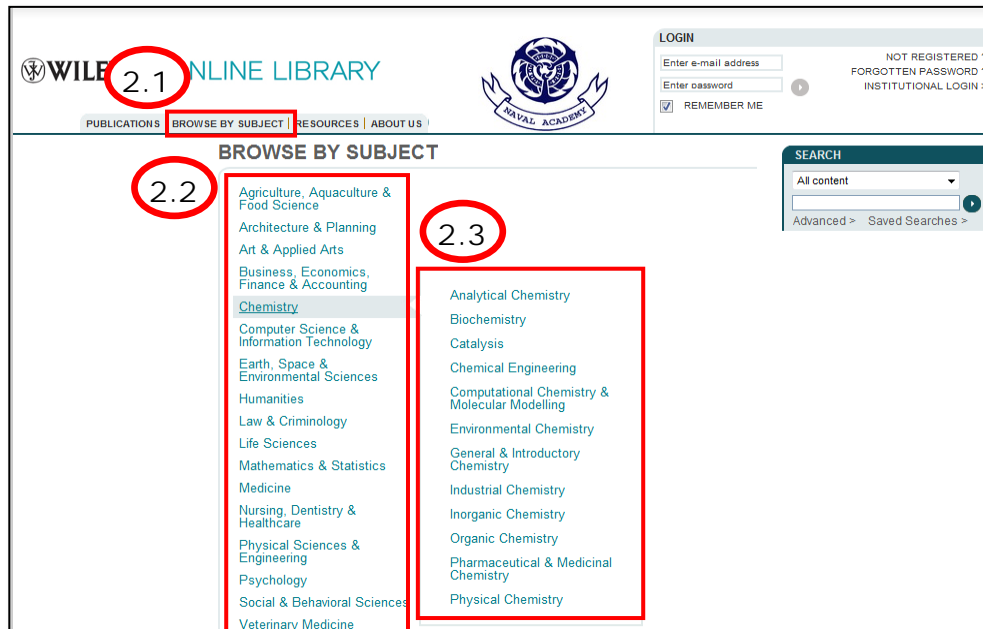 LOGIN
Enter e-mail address
NOT REGISTERED ?
Enter password
FORGOTTEN PASSWORD ?
INSTITUTIONAL LOGIN >
REMEMBER ME
WILE
2.1
NLINE LIBRARY
NAVAL ACADEMY
PUBLICATIONS BROWSE BY SUBJECT RESOURCES ABOUT US
BROWSE BY SUBJECT
SEARCH
All content
Advanced > Saved Searches >
2.2
Agriculture, Aquaculture &
Food Science
Architecture & Planning
Art & Applied Arts
Business, Economics,
Finance & Accounting
Chemistry
Computer Science &
Information Technology
Earth, Space &
Environmental Sciences
Humanities
Law & Criminology
Life Sciences
Mathematics & Statistics
Medicine
Nursing, Dentistry &
Healthcare
Physical Sciences &
Engineering
Psychology
Social & Behavioral Sciences
Veterinary Medicine
2.3
Analytical Chemistry
Biochemistry
Catalysis
Chemical Engineering
Computational Chemistry &
Molecular Modelling
Environmental Chemistry
General & Introductory
Chemistry
Industrial Chemistry
Inorganic Chemistry
Organic Chemistry
Pharmaceutical & Medicinal
Chemistry
Physical Chemistry